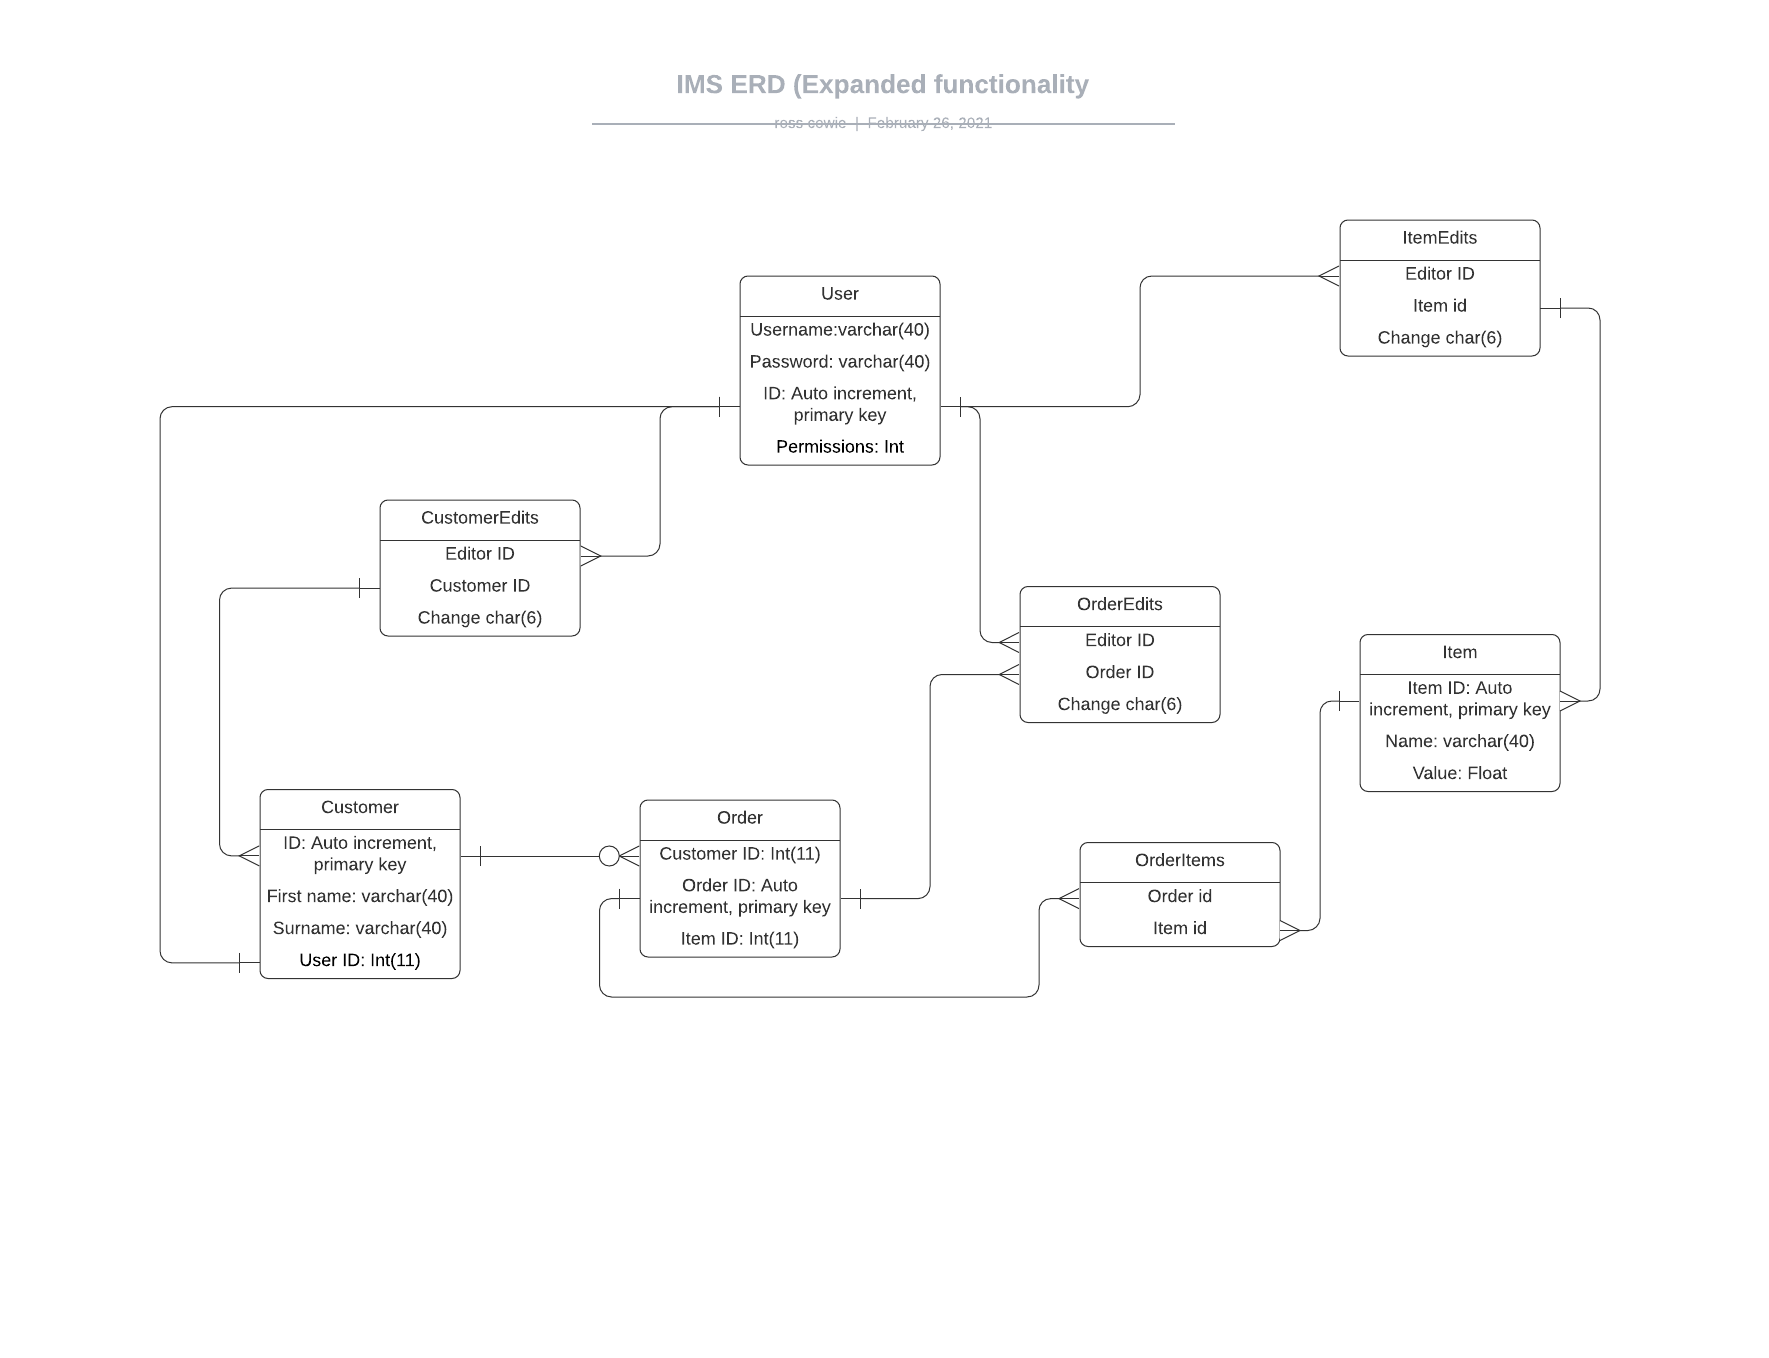 IMS ERD (Expanded functionality
ross cowie | February 26, 2021
ItemEdits
Editor ID
Item id
Change char(6)
User
Username:varchar(40)
Password: varchar(40)
ID: Auto increment,
primary key
Permissions: Int
CustomerEdits
Editor ID
Customer ID
Change char(6)
OrderEdits
Editor ID
Order ID
Change char(6)
Item
Item ID: Auto
increment, primary key
Name: varchar(40)
Value: Float
Customer
ID: Auto increment,
primary key
First name: varchar(40)
Surname: varchar(40)
User ID: Int(11)
Order
Customer ID: Int(11)
Order ID: Auto
increment, primary key
Item ID: Int(11)
OrderItems
Order id
Item id